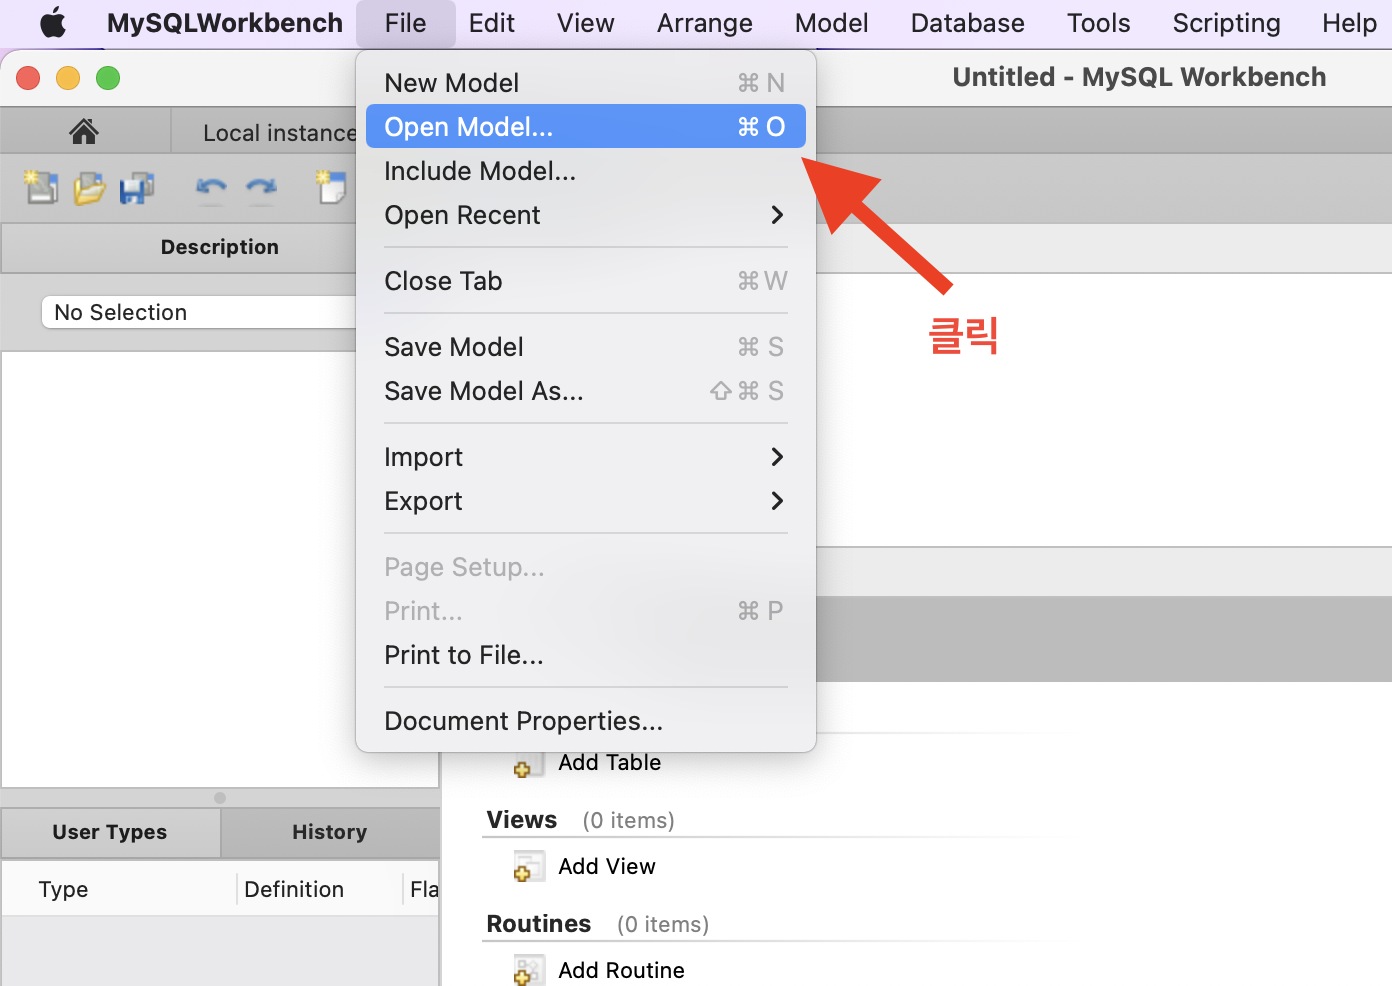 MySQLWorkbench File Edit View Arrange Model Database Tools Scripting Help
Untitled - MySQL Workbench
Local instance
New Model ⌘ N
Open Model... ⌘ O
Include Model...
Open Recent
Close Tab ⌘ W
Save Model ⌘ S
Save Model As... ⇧ ⌘ S
Import
Export
Page Setup...
Print... ⌘ P
Print to File...
Document Properties...
클릭
Description
No Selection
User Types History
Type Definition Fla
Add Table
Views (0 items)
Add View
Routines (0 items)
Add Routine